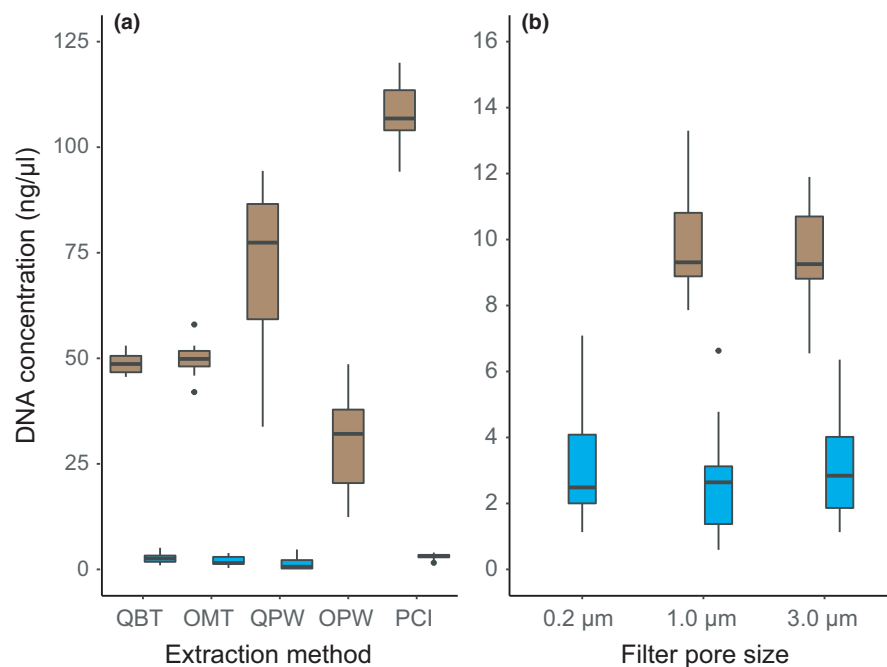 (a)
DNA concentration (ng/µl)
125
100
75
50
25
0
QBT OMT QPW OPW PCI
Extraction method
(b)
16
14
12
10
8
6
4
2
0
0.2 µm 1.0 µm 3.0 µm
Filter pore size